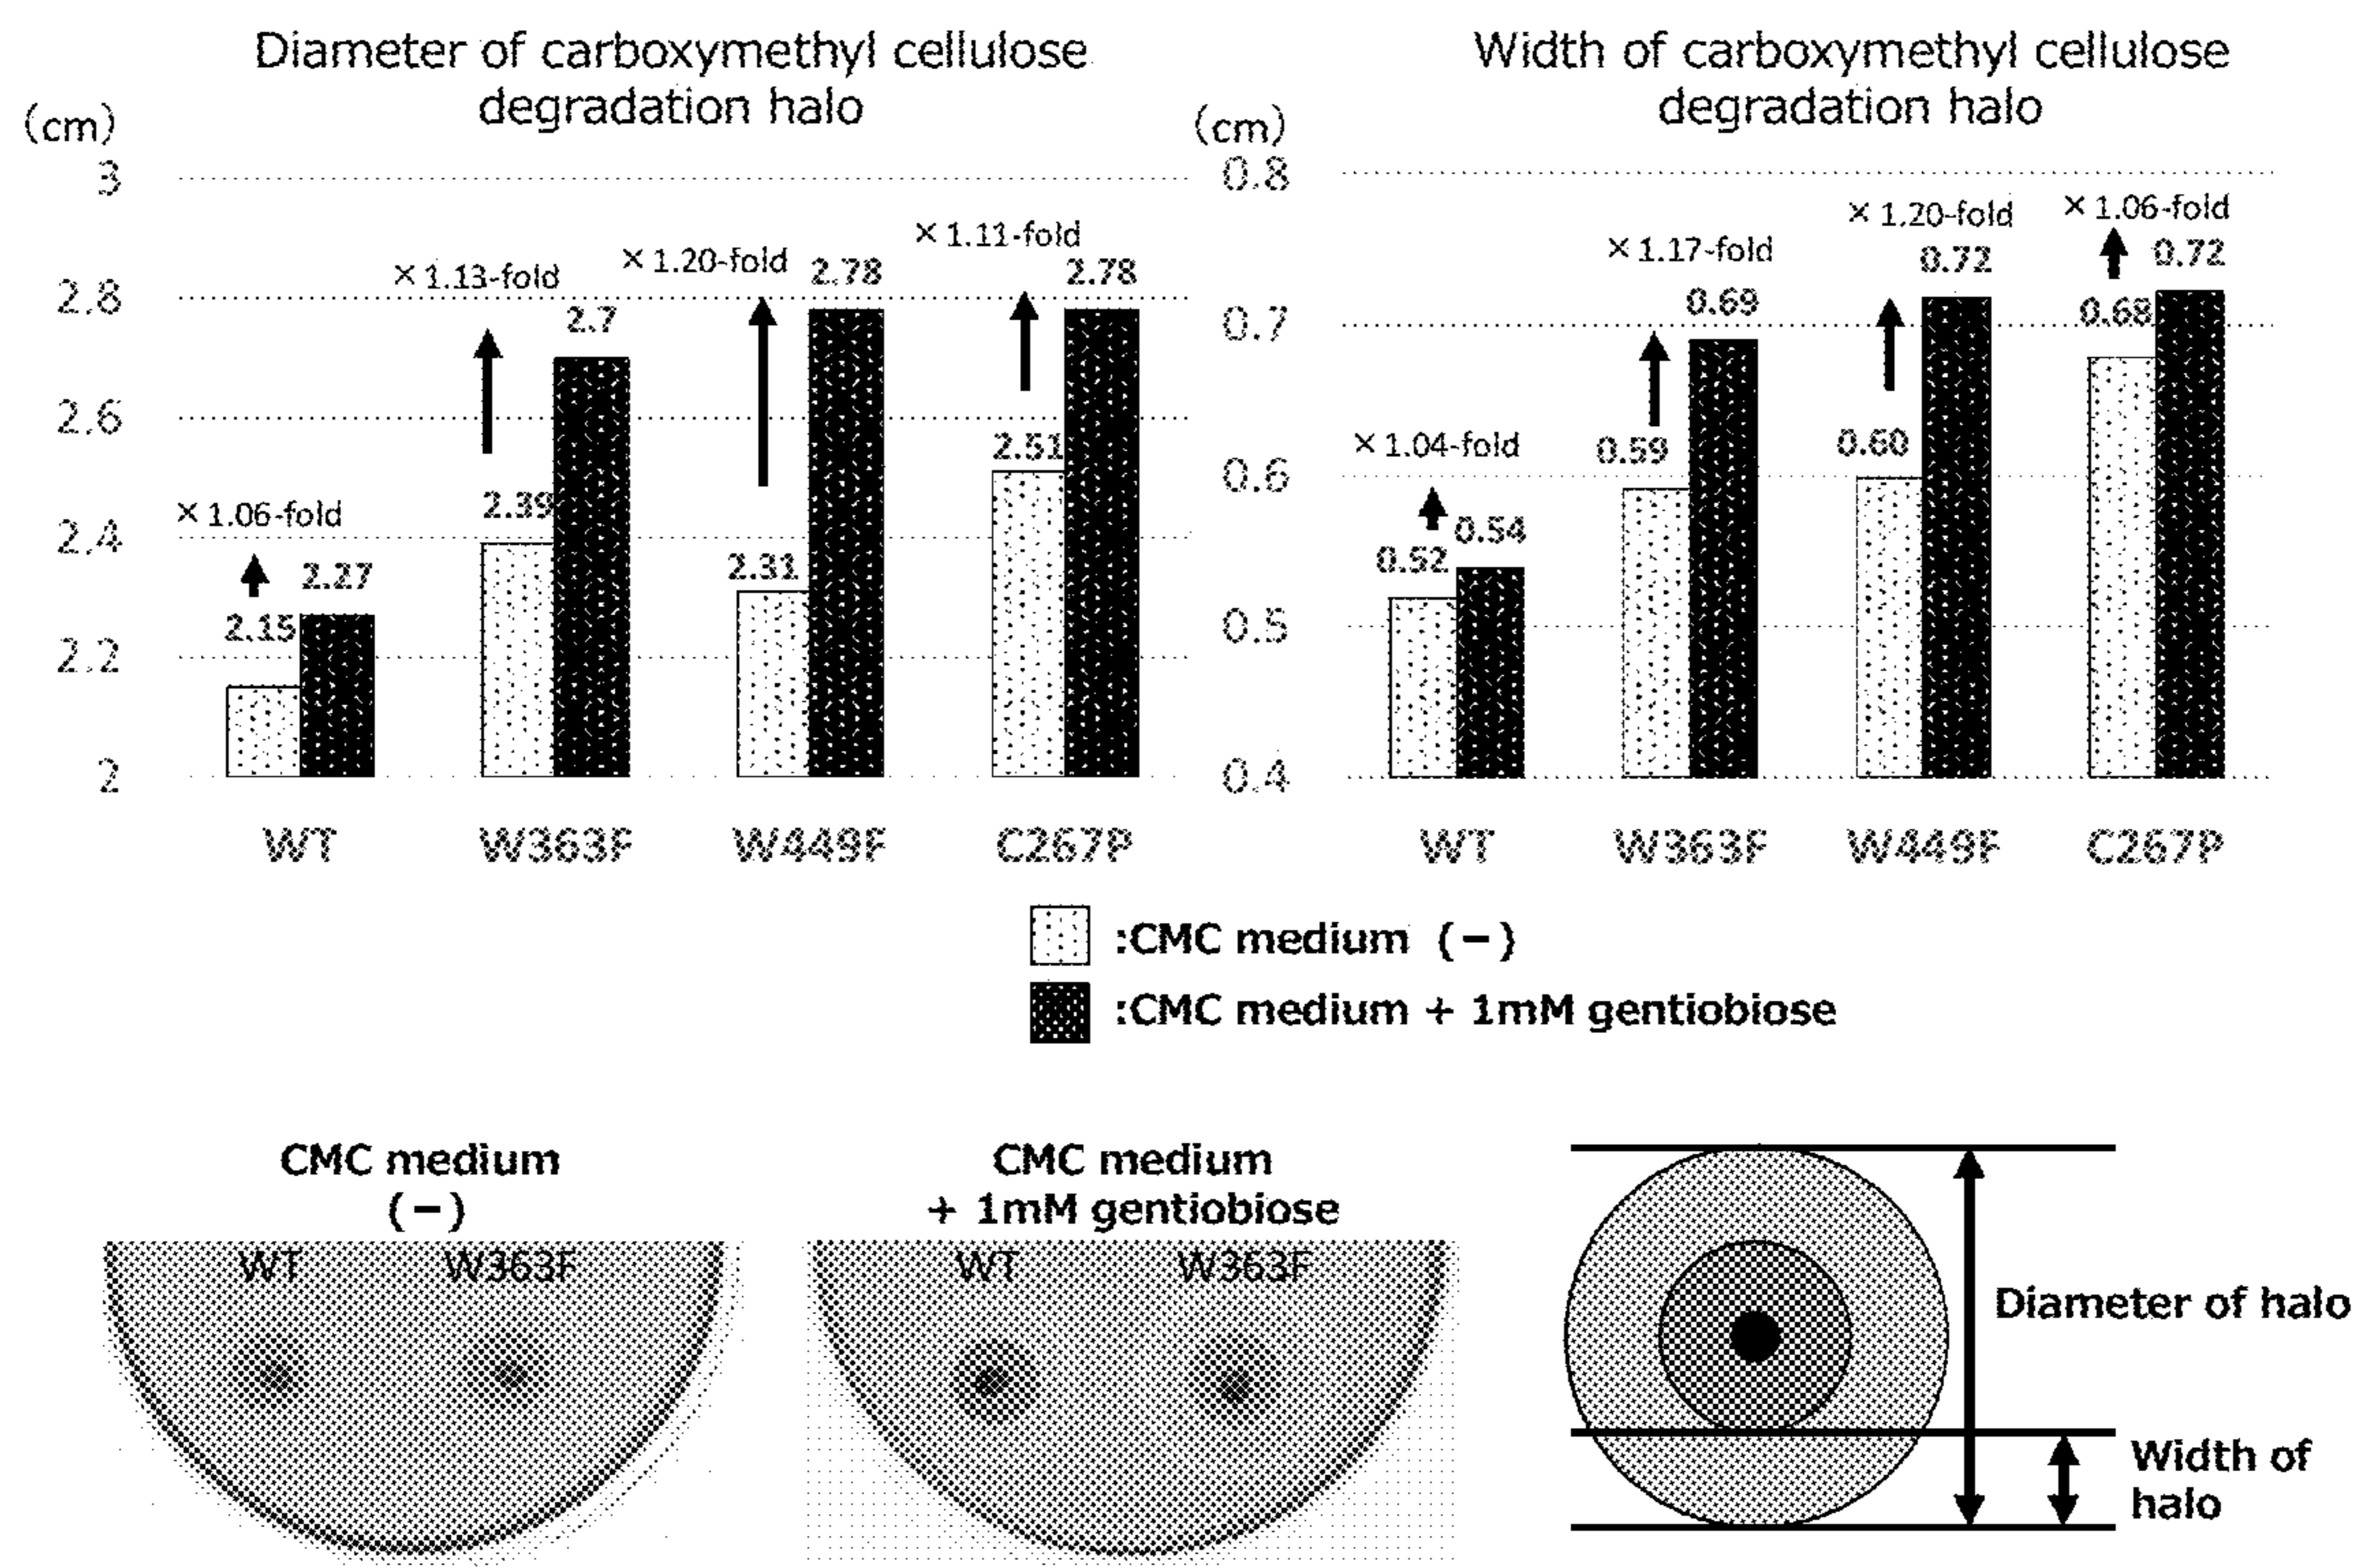 Diameter of carboxymethyl cellulose
degradation halo
(cm)
3
2.8
2.6
2.4
2.2
2
× 1.06-fold
2.15
2.27
× 1.13-fold
2.39
2.7
× 1.20-fold
2.31
2.78
× 1.11-fold
2.51
2.78
WT
W363F
W449F
C267P
Width of carboxymethyl cellulose
degradation halo
(cm)
0.8
0.7
0.6
0.5
0.4
× 1.04-fold
0.52
0.54
× 1.17-fold
0.59
0.69
× 1.20-fold
0.60
0.72
× 1.06-fold
0.68
0.72
WT
W363F
W449F
C267P
:CMC medium (−)
:CMC medium + 1mM gentiobiose
CMC medium
(−)
WT
W363F
CMC medium
+ 1mM gentiobiose
WT
W363F
Diameter of halo
Width of
halo